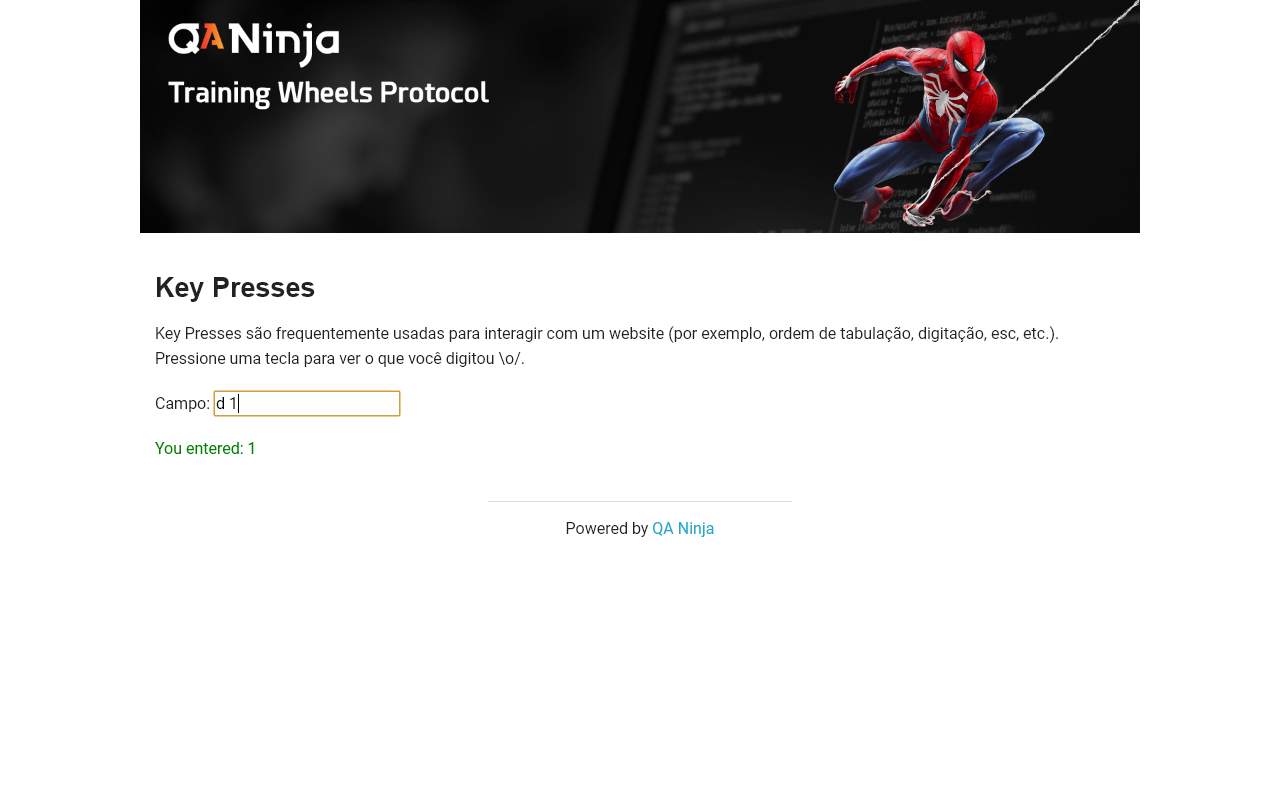 QANinja
Training Wheels Protocol
Key Presses
Key Presses são frequentemente usadas para interagir com um website (por exemplo, ordem de tabulação, digitação, esc, etc.).
Pressione uma tecla para ver o que você digitou \o/.
Campo: d 1
You entered: 1
Powered by QA Ninja